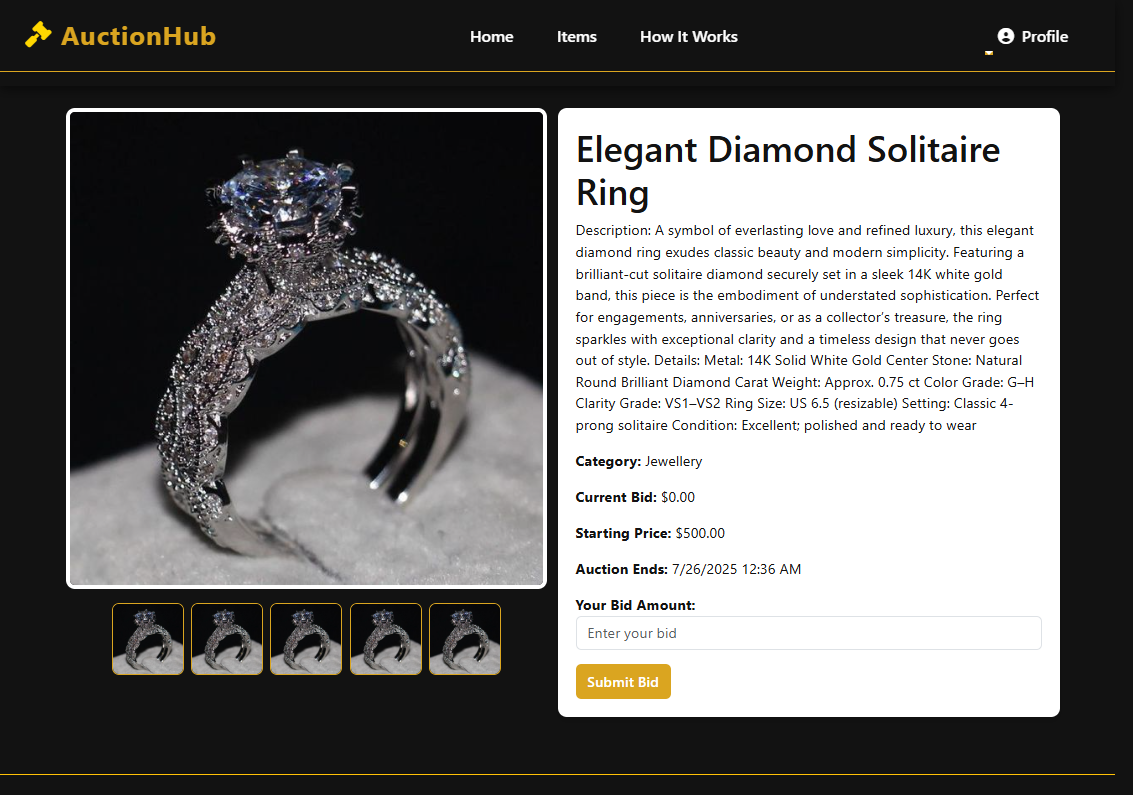 AuctionHub
Home Items How It Works
Profile
Elegant Diamond Solitaire
Ring
Description: A symbol of everlasting love and refined luxury, this elegant
diamond ring exudes classic beauty and modern simplicity. Featuring a
brilliant-cut solitaire diamond securely set in a sleek 14K white gold
band, this piece is the embodiment of understated sophistication. Perfect
for engagements, anniversaries, or as a collector's treasure, the ring
sparkles with exceptional clarity and a timeless design that never goes
out of style. Details: Metal: 14K Solid White Gold Center Stone: Natural
Round Brilliant Diamond Carat Weight: Approx. 0.75 ct Color Grade: G–H
Clarity Grade: VS1–VS2 Ring Size: US 6.5 (resizable) Setting: Classic 4-
prong solitaire Condition: Excellent; polished and ready to wear
Category: Jewellery
Current Bid: $0.00
Starting Price: $500.00
Auction Ends: 7/26/2025 12:36 AM
Your Bid Amount:
Enter your bid
Submit Bid